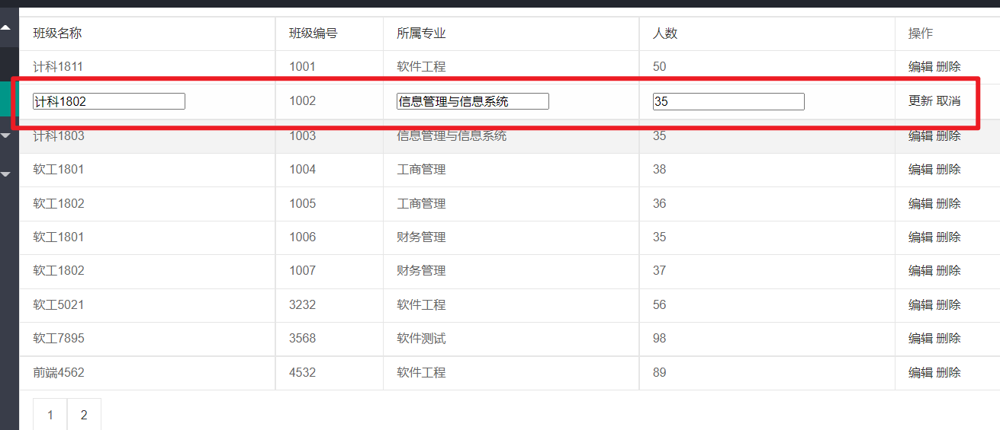 班级名称 班级编号 所属专业 人数 操作
计科1811 1001 软件工程 50 编辑 删除
计科1802 1002 信息管理与信息系统 35 更新 取消
计科1803 1003 信息管理与信息系统 35 编辑 删除
软工1801 1004 工商管理 38 编辑 删除
软工1802 1005 工商管理 36 编辑 删除
软工1801 1006 财务管理 35 编辑 删除
软工1802 1007 财务管理 37 编辑 删除
软工5021 3232 软件工程 56 编辑 删除
软工7895 3568 软件测试 98 编辑 删除
前端4562 4532 软件工程 89 编辑 删除
1 2